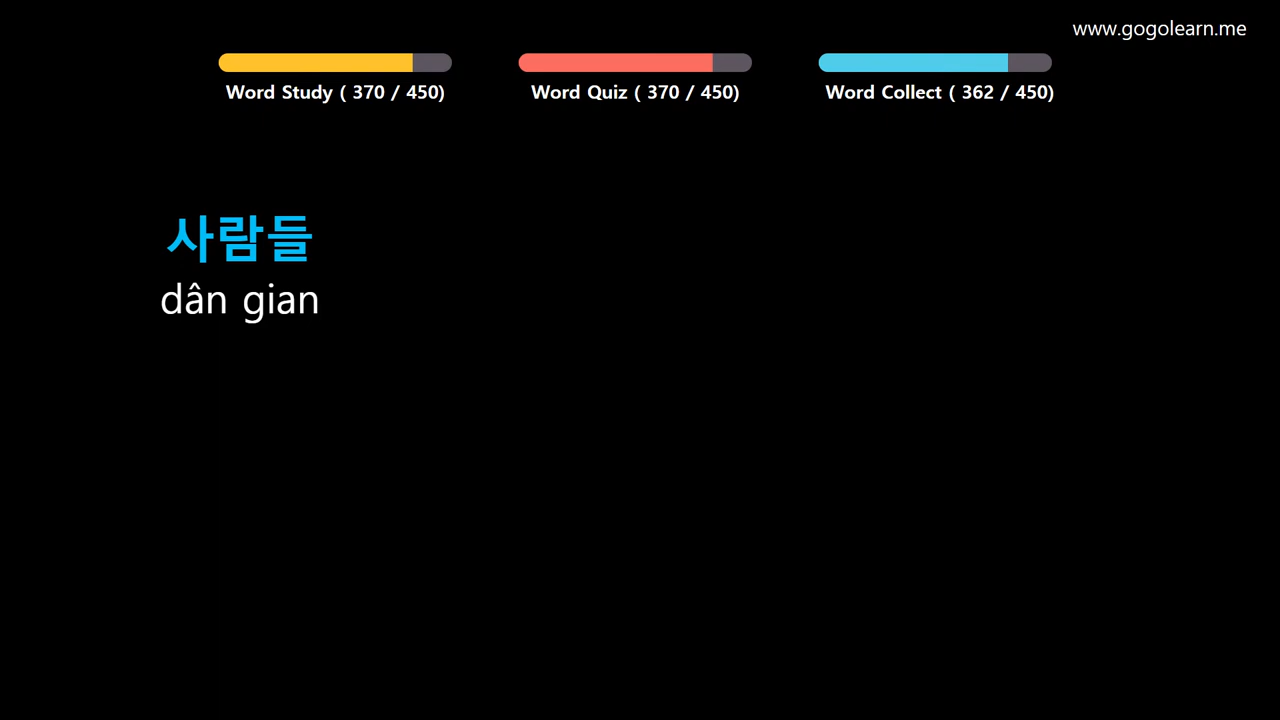 www.gogolearn.me
Word Study ( 370 / 450)
Word Quiz ( 370 / 450)
Word Collect ( 362 / 450)
사람들
dân gian